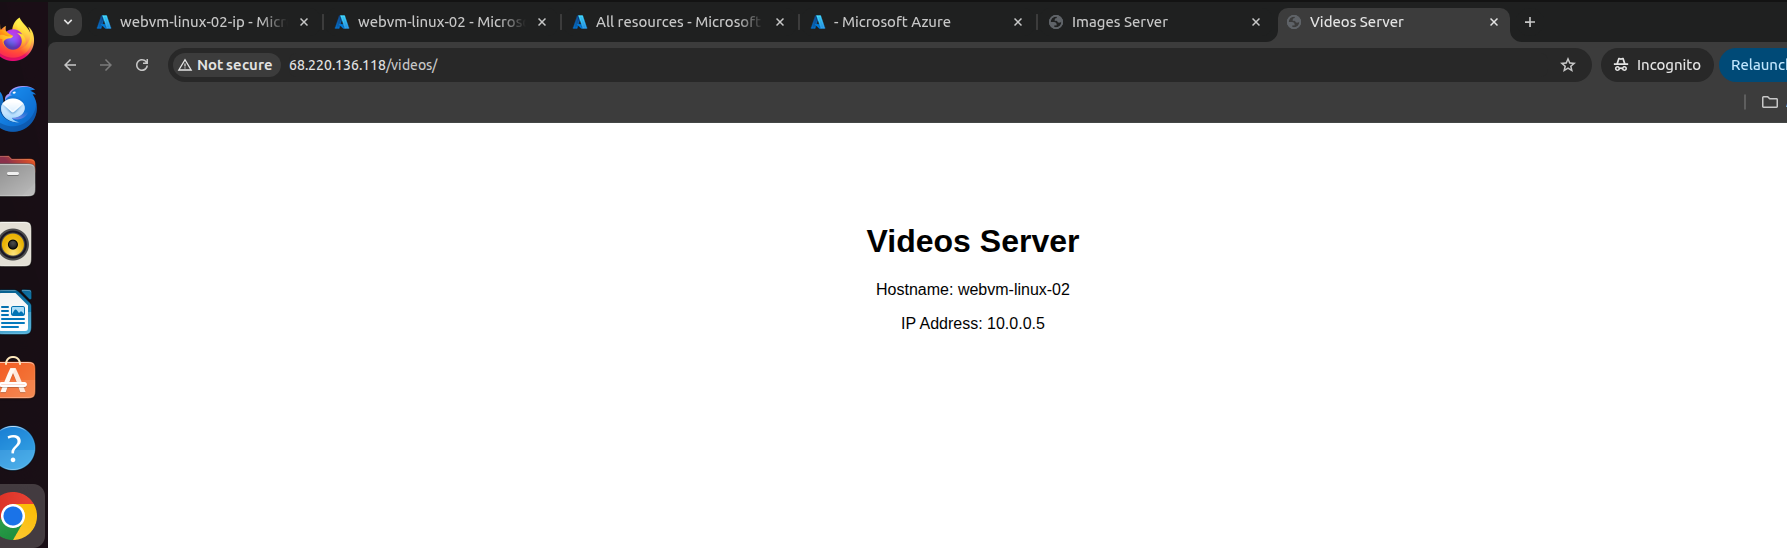 webvm-linux-02-ip - Micr
webvm-linux-02 - Micros
All resources - Microsoft
- Microsoft Azure
Images Server
Videos Server
Not secure
68.220.136.118/videos/
Incognito
Relaunch
Videos Server
Hostname: webvm-linux-02
IP Address: 10.0.0.5